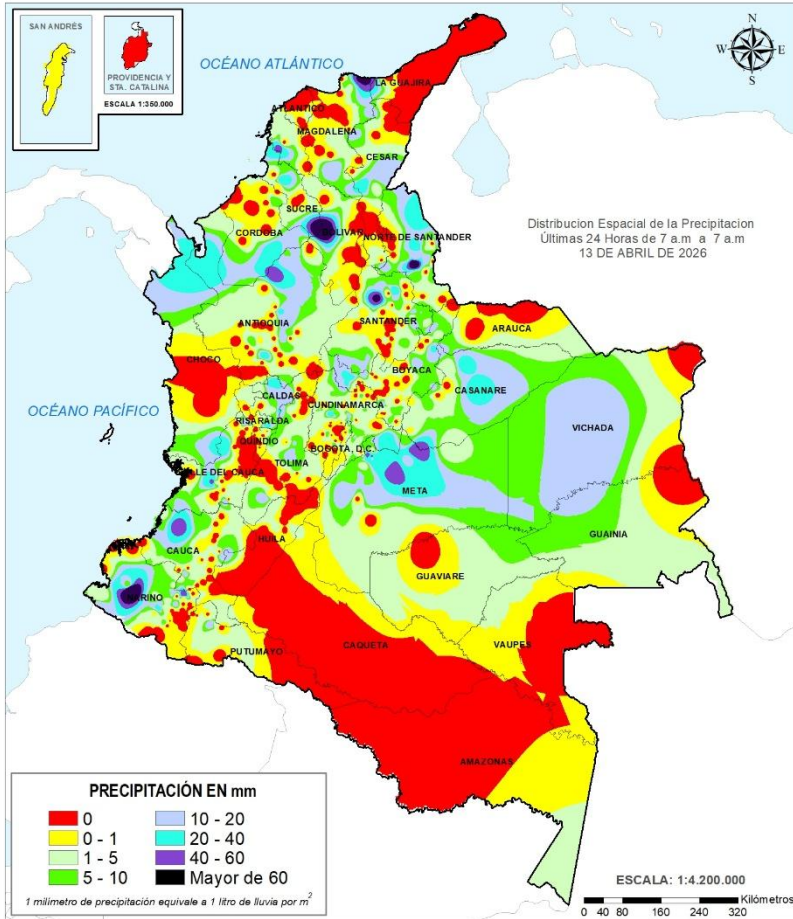 SAN ANDRÉS
PROVIDENCIA Y
STA. CATALINA
ESCALA 1:350.000
OCÉANO ATLÁNTICO
N
W
E
S
LA GUAJIRA
ATLANTICO
MAGDALENA
CESAR
SUCRE
CORDOBA
BOLIVAR
NORTE DE SANTANDER
Distribucion Espacial de la Precipitacion
Últimas 24 Horas de 7 a.m a 7 a.m
13 DE ABRIL DE 2026
ANTIOQUIA
SANTANDER
ARAUCA
CHOCO
BOYACA
CASANARE
CALDAS
CUNDINAMARCA
OCÉANO PACÍFICO
RISARALDA
VICHADA
QUINDIO
BOGOTA, D.C.
TOLIMA
VALLE DEL CAUCA
META
GUAINIA
CAUCA
HUILA
GUAVIARE
NARIÑO
CAQUETA
VAUPES
PUTUMAYO
AMAZONAS
PRECIPITACIÓN EN mm
0
10 - 20
0 - 1
20 - 40
1 - 5
40 - 60
5 - 10
Mayor de 60
1 milimetro de precipitación equivale a 1 litro de lluvia por m2
ESCALA: 1:4.200.000
Kilómetros
0 40 80 160 240 320